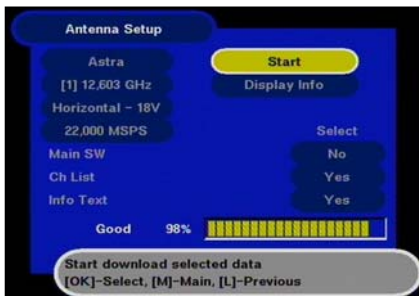 Antenna Setup
Astra
Start
[1] 12,603 GHz
Display Info
Horizontal - 18V
22,000 MSPS
Select
Main SW
No
Ch List
Yes
Info Text
Yes
Good 98%
Start download selected data
[OK]-Select, [M]-Main, [L]-Previous